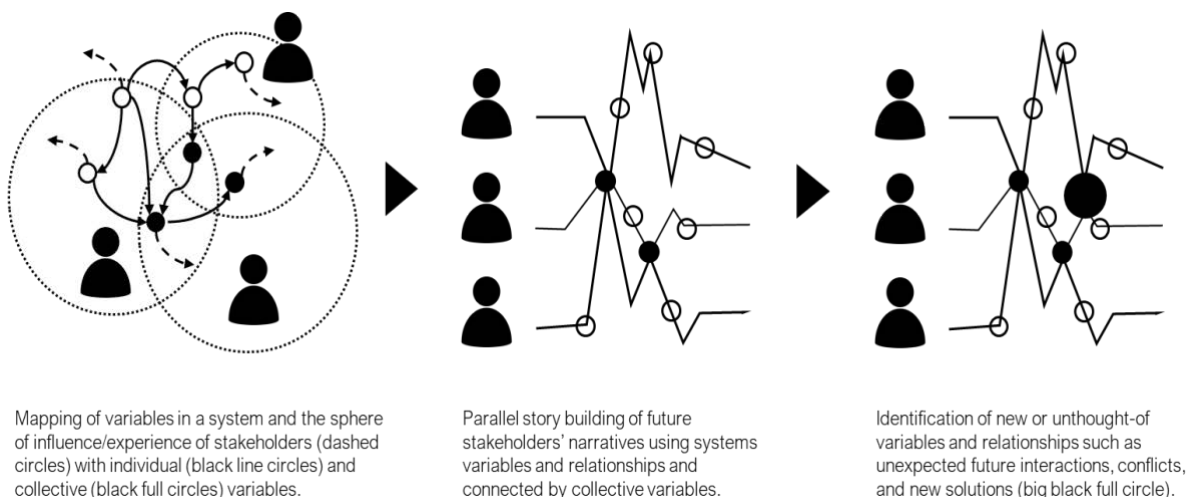 Mapping of variables in a system and the sphere
of influence/experience of stakeholders (dashed
circles) with individual (black line circles) and
collective (black full circles) variables.
Parallel story building of future
stakeholders’ narratives using systems
variables and relationships and
connected by collective variables.
Identification of new or unthought-of
variables and relationships such as
unexpected future interactions, conflicts,
and new solutions (big black full circle).